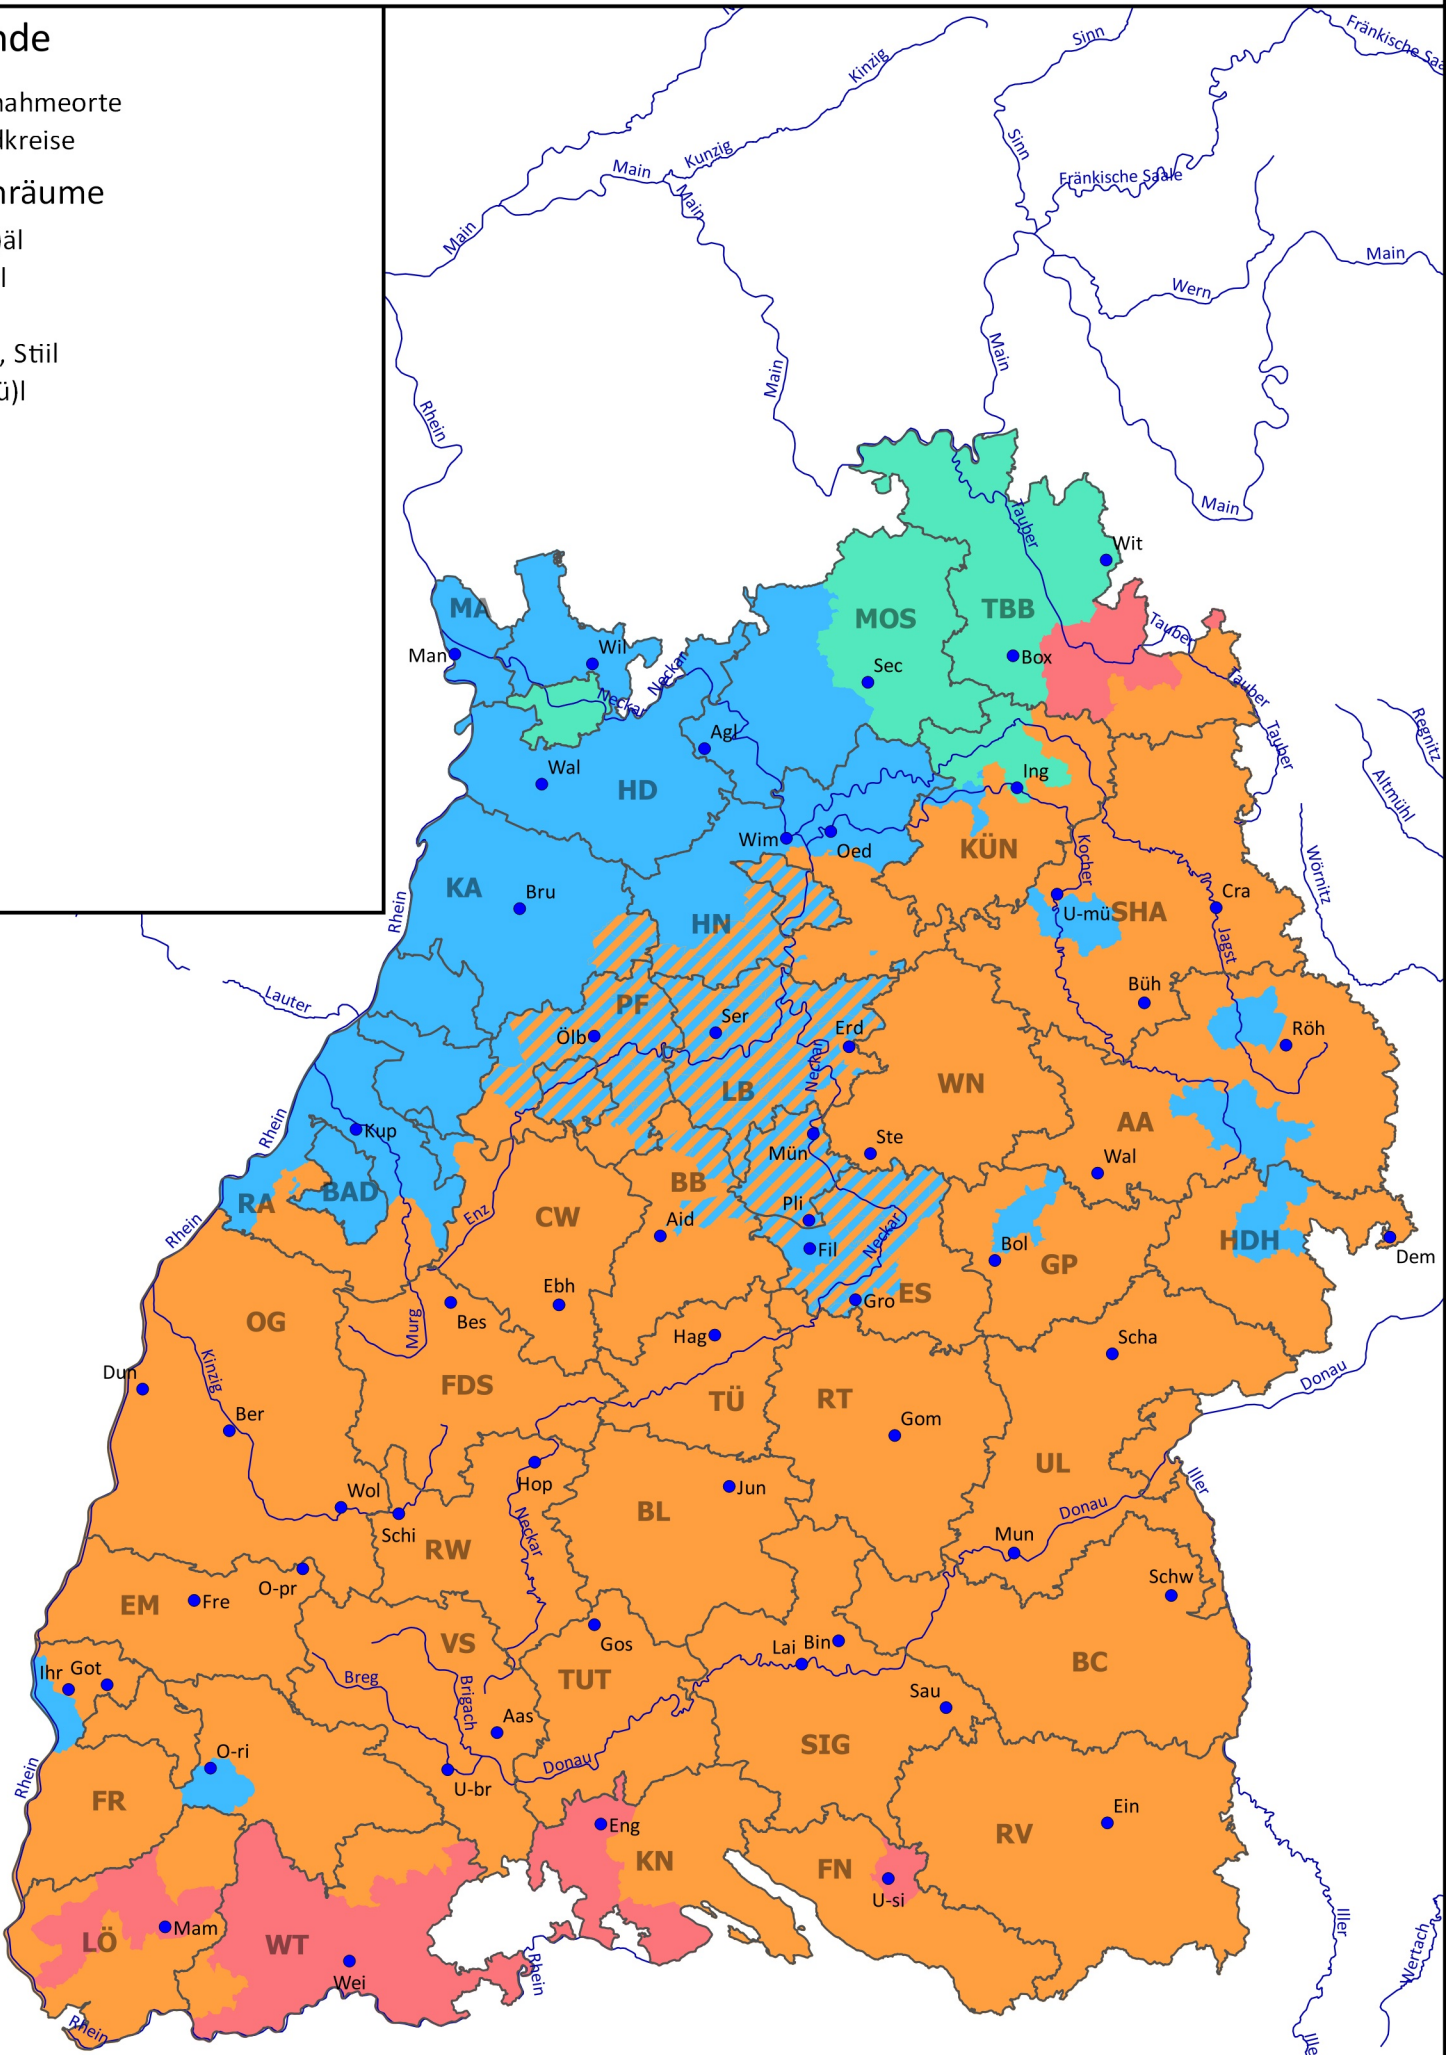 nde
nahmeorte
dkreise
nräume
äl
l
, Stiil
ü)l
Kinzig
Sinn
Fränkische Saa
Kunzig
Main
Main
Sinn
Fränkische Saale
Main
Main
Wern
Main
Main
Rhein
Main
Tauber
Wit
MA
MOS
TBB
Tauber
Man
Wil
Neckar
Sec
Box
Neckar
Tauber
Regnitz
Agl
Tauber
Wal
HD
Ing
Altmühl
Wim
Oed
KÜN
Kocher
Wörnitz
KA
Bru
Rhein
HN
U-mü
SHA
Cra
Jagst
Lauter
PF
Ser
Büh
Ölb
Erd
Röh
Neckar
LB
WN
AA
Rhein
Kup
Mün
Ste
Wal
RA
BAD
BB
Enz
CW
Aid
Pli
Rhein
Fil
Neckar
Bol
GP
HDH
Dem
Ebh
Gro
ES
OG
Bes
Murg
Hag
Scha
Dun
Kinzig
FDS
TÜ
RT
Donau
Ber
Gom
UL
Wol
Hop
Jun
Iller
Schi
Neckar
BL
Donau
RW
Mun
O-pr
Schw
EM
Fre
VS
Gos
Lai
Bin
BC
Ihr
Got
Breg
Brigach
TUT
Sau
Aas
O-ri
SIG
Rhein
U-br
Donau
FR
Eng
Ein
KN
FN
RV
U-si
LÖ
Mam
WT
Wei
Rhein
Iller
Wertach
Rhein
Ille